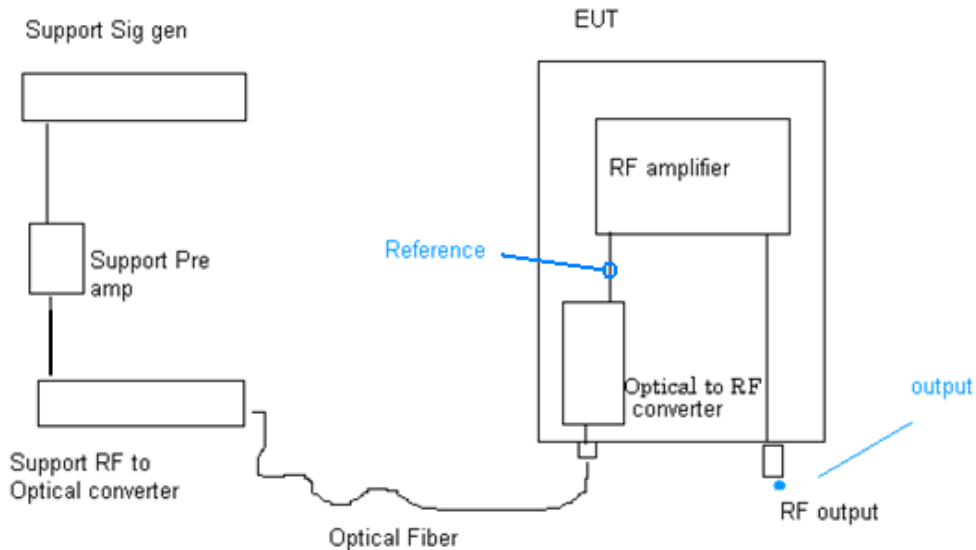 Support Sig gen
EUT
RF amplifier
Reference
Support Pre
amp
Optical to RF
converter
output
Support RF to
Optical converter
RF output
Optical Fiber